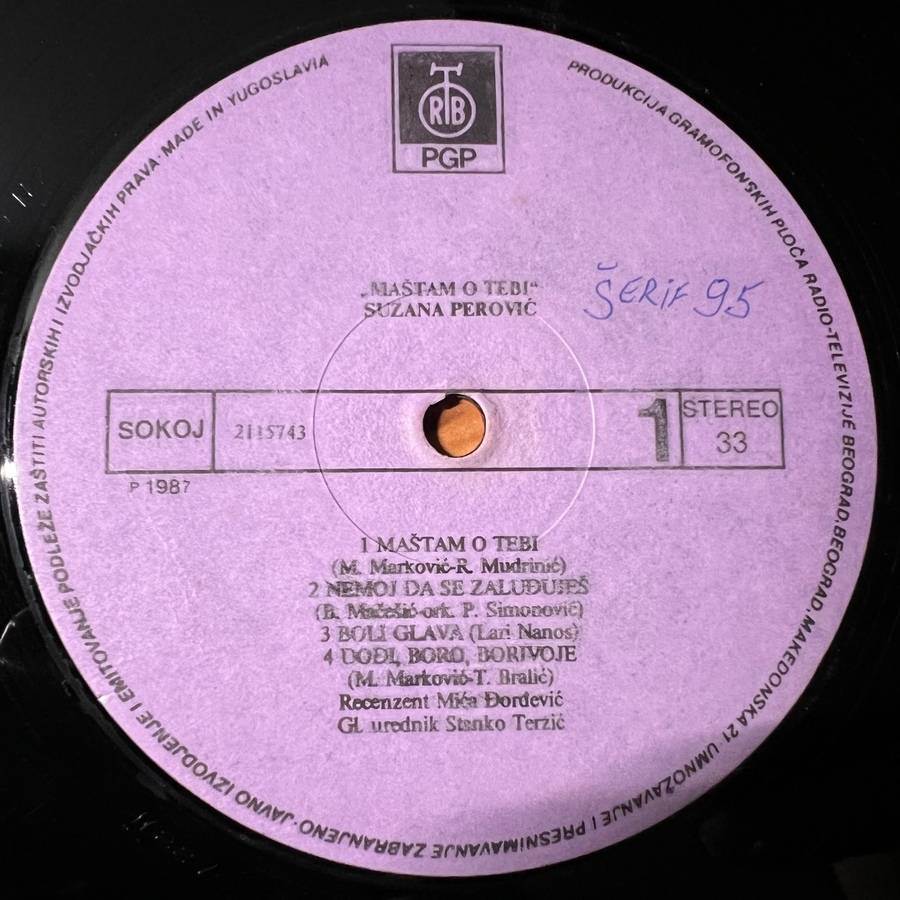 RTB
PGP
PRODUKCIJA GRAMOFONSKIH PLOČA RADIO-TELEVIZIJE BEOGRAD, BEOGRAD, MAKEDONSKA 21 UMNOŽAVANJE I PRESNIMAVANJE ZABRANJENO · JAVNO IZVODJENJE I EMITOVANJE PODLEZE ZAŠTITI AUTORSKIH I IZVODJAČKIH PRAVA · MADE IN YUGOSLAVIA
„MAŠTAM O TEBI“
SUZANA PEROVIĆ
ŠERIF 95
SOKOJ
2115743
1
STEREO
33
P 1987
1 MAŠTAM O TEBI
(M. Marković-R. Mudrinić)
2 NEMOJ DA SE ZALUĐUJEŠ
(B. Mačešić-ork. P. Simonović)
3 BOLI GLAVA (Lari Nanos)
4 DOĐI, BORO, BORIVOJE
(M. Marković-T. Bralić)
Recenzent Mića Đorđević
Gl. urednik Stanko Terzić